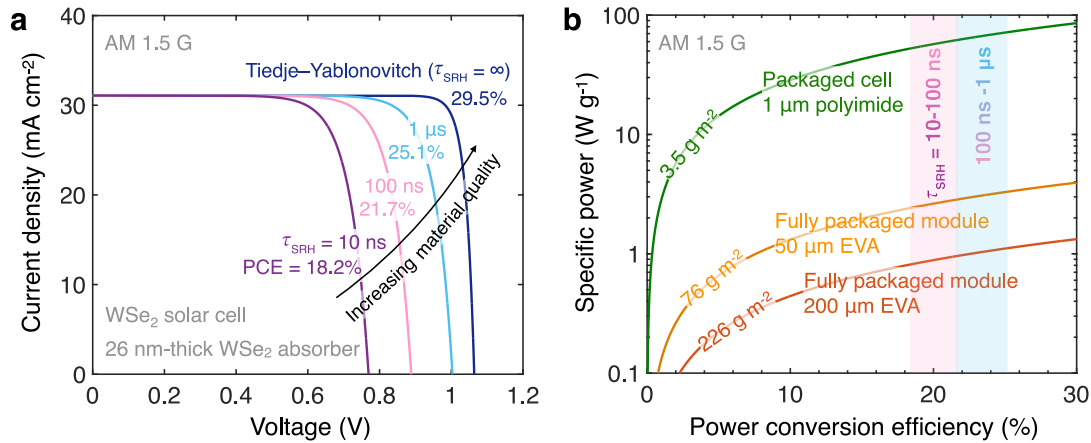 a
AM 1.5 G
Tiedje–Yablonovitch (τSRH = ∞)
29.5%
1 µs
25.1%
100 ns
21.7%
τSRH = 10 ns
PCE = 18.2%
Increasing material quality
WSe2 solar cell
26 nm-thick WSe2 absorber
Current density (mA cm-2)
40
30
20
10
0
0
0.2
0.4
0.6
0.8
1
1.2
Voltage (V)
b
AM 1.5 G
Packaged cell
1 µm polyimide
3.5 g m-2
Fully packaged module
50 µm EVA
76 g m-2
Fully packaged module
200 µm EVA
226 g m-2
τSRH = 10-100 ns
100 ns -1 µs
Specific power (W g-1)
100
10
1
0.1
0
10
20
30
Power conversion efficiency (%)